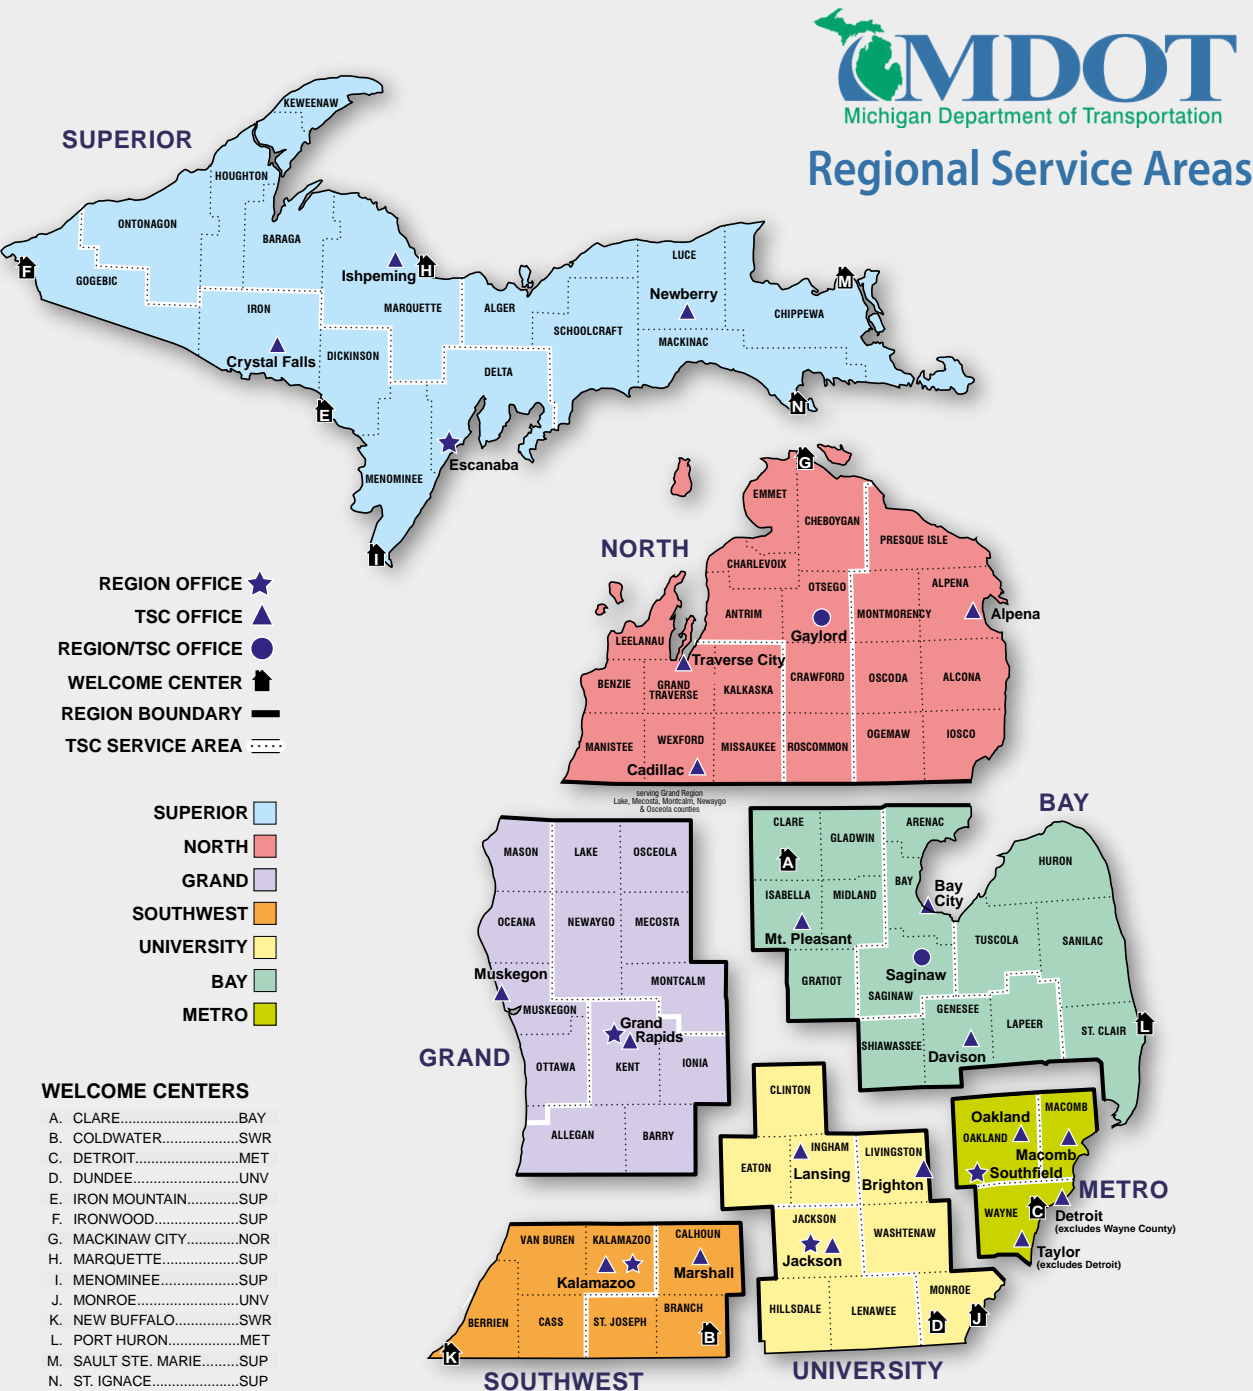 MDOT
Michigan Department of Transportation
Regional Service Areas
SUPERIOR
KEWEENAW
HOUGHTON
ONTONAGON
BARAGA
GOGEBIC
F
Ishpeming
H
IRON
MARQUETTE
ALGER
LUCE
Newberry
M
CHIPPEWA
SCHOOLCRAFT
MACKINAC
Crystal Falls
DICKINSON
DELTA
E
N
Escanaba
MENOMINEE
I
REGION OFFICE
TSC OFFICE
REGION/TSC OFFICE
WELCOME CENTER
REGION BOUNDARY
TSC SERVICE AREA
NORTH
G
EMMET
CHEBOYGAN
PRESQUE ISLE
CHARLEVOIX
OTSEGO
ALPENA
ANTRIM
MONTMORENCY
Alpena
Gaylord
LEELANAU
Traverse City
BENZIE
GRAND
TRAVERSE
KALKASKA
CRAWFORD
OSCODA
ALCONA
MANISTEE
WEXFORD
MISSAUKEE
ROSCOMMON
OGEMAW
IOSCO
Cadillac
serving Grand Region
Lake, Mecosta, Montcalm, Newaygo
& Osceola counties
SUPERIOR
NORTH
GRAND
SOUTHWEST
UNIVERSITY
BAY
METRO
BAY
CLARE
GLADWIN
ARENAC
A
HURON
ISABELLA
MIDLAND
BAY
Bay
City
Mt. Pleasant
TUSCOLA
SANILAC
GRATIOT
Saginaw
SAGINAW
GENESEE
LAPEER
ST. CLAIR
L
SHIAWASSEE
Davison
MASON
LAKE
OSCEOLA
OCEANA
NEWAYGO
MECOSTA
Muskegon
MONTCALM
MUSKEGON
Grand
Rapids
GRAND
OTTAWA
KENT
IONIA
ALLEGAN
BARRY
CLINTON
EATON
INGHAM
Lansing
LIVINGSTON
Brighton
JACKSON
Jackson
WASHTENAW
HILLSDALE
LENAWEE
MONROE
D
J
UNIVERSITY
Oakland
MACOMB
OAKLAND
Macomb
Southfield
METRO
WAYNE
C
Detroit
(excludes Wayne County)
Taylor
(excludes Detroit)
VAN BUREN
KALAMAZOO
CALHOUN
Kalamazoo
Marshall
BERRIEN
CASS
ST. JOSEPH
BRANCH
B
K
SOUTHWEST
WELCOME CENTERS
A. CLARE.............................BAY
B. COLDWATER...................SWR
C. DETROIT..........................MET
D. DUNDEE..........................UNV
E. IRON MOUNTAIN.............SUP
F. IRONWOOD.....................SUP
G. MACKINAW CITY.............NOR
H. MARQUETTE....................SUP
I. MENOMINEE....................SUP
J. MONROE..........................UNV
K. NEW BUFFALO................SWR
L. PORT HURON..................MET
M. SAULT STE. MARIE.........SUP
N. ST. IGNACE......................SUP